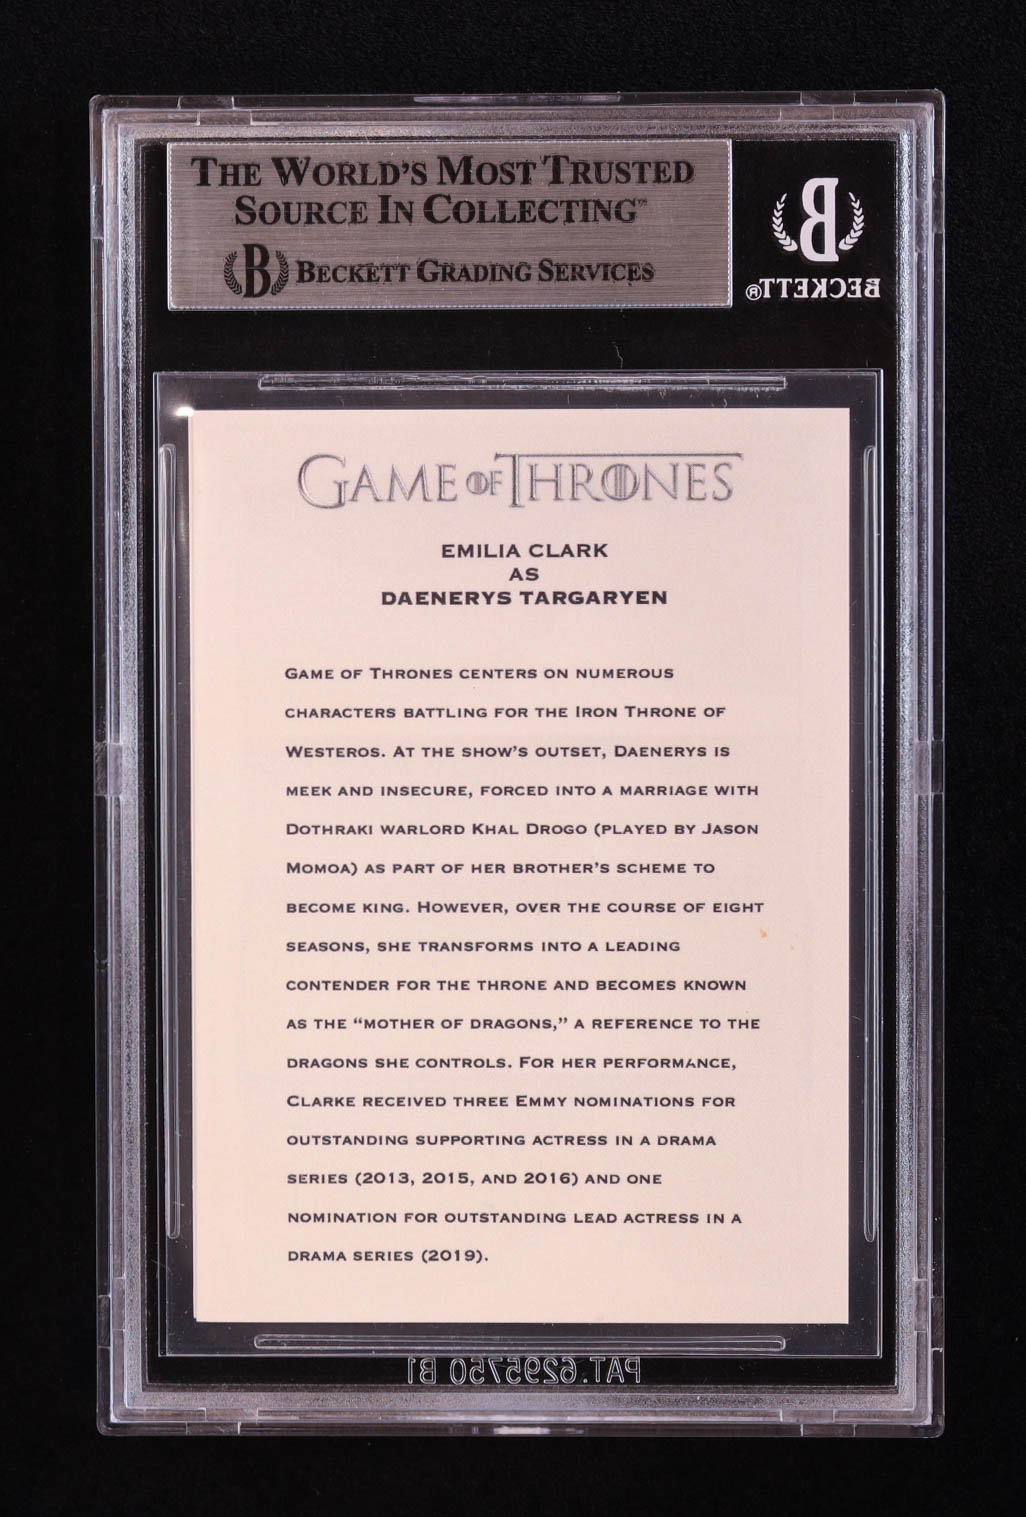 THE WORLD'S MOST TRUSTED
SOURCE IN COLLECTING™
B BECKETT GRADING SERVICES
B
BECKETT®
GAME OF THRONES
EMILIA CLARK
AS
DAENERYS TARGARYEN
GAME OF THRONES CENTERS ON NUMEROUS
CHARACTERS BATTLING FOR THE IRON THRONE OF
WESTEROS. AT THE SHOW'S OUTSET, DAENERYS IS
MEEK AND INSECURE, FORCED INTO A MARRIAGE WITH
DOTHRAKI WARLORD KHAL DROGO (PLAYED BY JASON
MOMOA) AS PART OF HER BROTHER'S SCHEME TO
BECOME KING. HOWEVER, OVER THE COURSE OF EIGHT
SEASONS, SHE TRANSFORMS INTO A LEADING
CONTENDER FOR THE THRONE AND BECOMES KNOWN
AS THE “MOTHER OF DRAGONS,” A REFERENCE TO THE
DRAGONS SHE CONTROLS. FOR HER PERFORMANCE,
CLARKE RECEIVED THREE EMMY NOMINATIONS FOR
OUTSTANDING SUPPORTING ACTRESS IN A DRAMA
SERIES (2013, 2015, AND 2016) AND ONE
NOMINATION FOR OUTSTANDING LEAD ACTRESS IN A
DRAMA SERIES (2019).
PAT. 6295750 B1